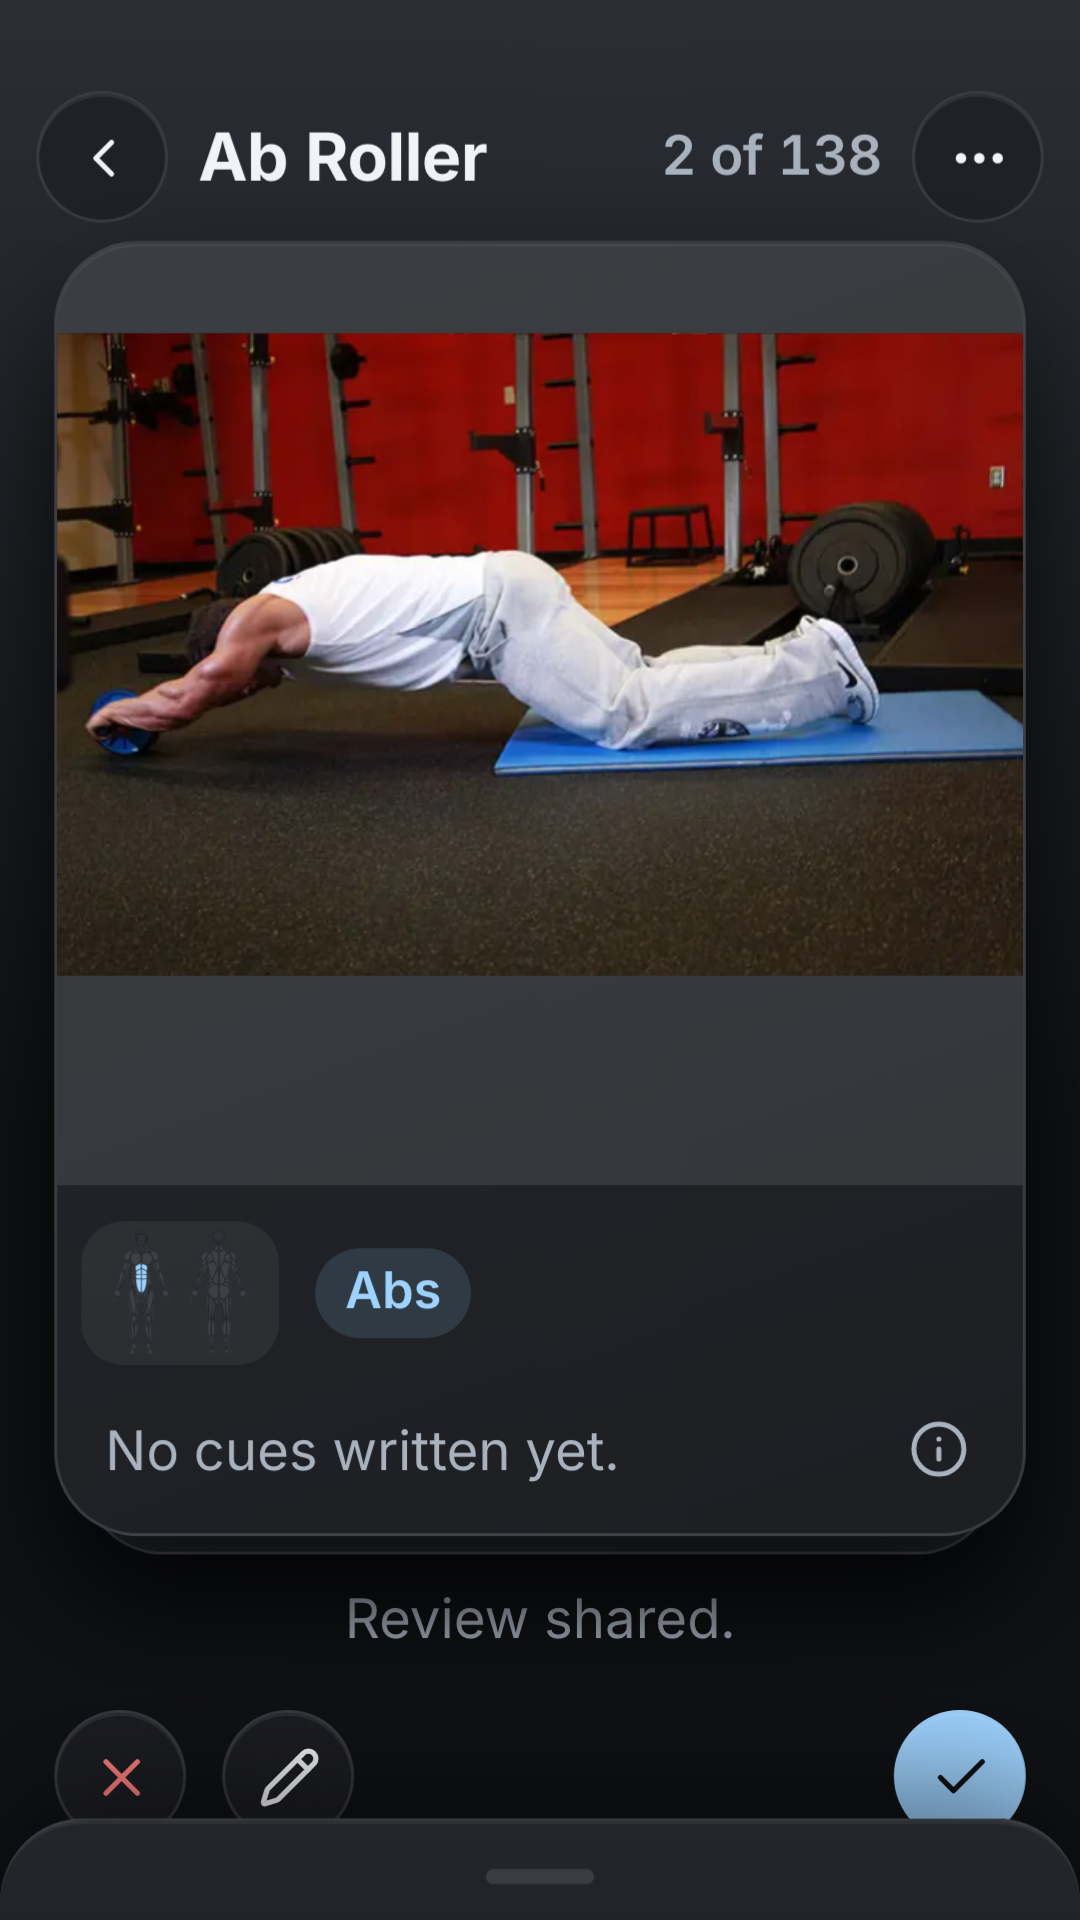 Ab Roller
2 of 138
Abs
No cues written yet.
Review shared.